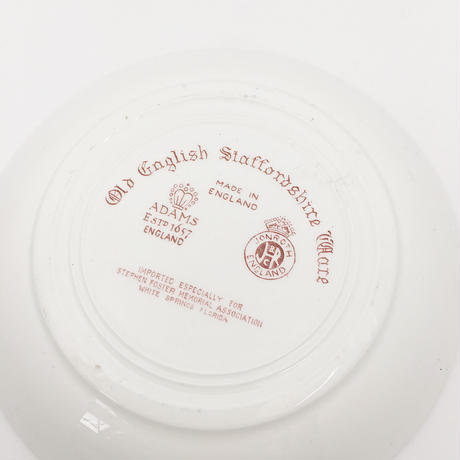 Old English Staffordshire Ware
MADE IN
ENGLAND
ADAMS
ESTD 1657
ENGLAND
JONROTH
ENGLAND
IMPORTED ESPECIALLY FOR
STEPHEN FOSTER MEMORIAL ASSOCIATION
WHITE SPRINGS FLORIDA